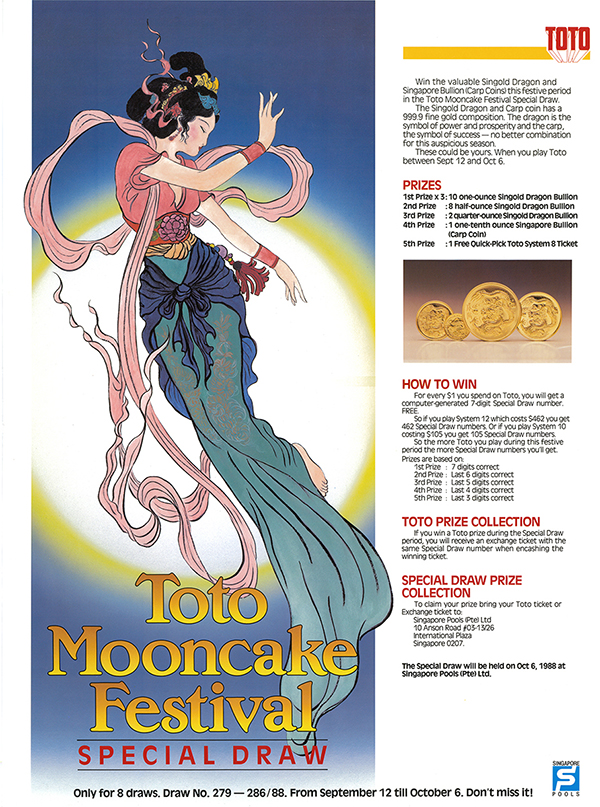 TOTO
Win the valuable Singold Dragon and
Singapore Bullion (Carp Coins) this festive period
in the Toto Mooncake Festival Special Draw.
The Singold Dragon and Carp coin has a
999.9 fine gold composition. The dragon is the
symbol of power and prosperity and the carp,
the symbol of success — no better combination
for this auspicious season.
These could be yours. When you play Toto
between Sept 12 and Oct 6.
PRIZES
1st Prize x 3 : 10 one-ounce Singold Dragon Bullion
2nd Prize : 8 half-ounce Singold Dragon Bullion
3rd Prize : 2 quarter-ounce Singold Dragon Bullion
4th Prize : 1 one-tenth ounce Singapore Bullion
(Carp Coin)
5th Prize : 1 Free Quick-Pick Toto System 8 Ticket
HOW TO WIN
For every $1 you spend on Toto, you will get a
computer-generated 7-digit Special Draw number.
FREE.
So if you play System 12 which costs $462 you get
462 Special Draw numbers. Or if you play System 10
costing $105 you get 105 Special Draw numbers.
So the more Toto you play during this festive
period the more Special Draw numbers you'll get.
Prizes are based on:
1st Prize : 7 digits correct
2nd Prize : Last 6 digits correct
3rd Prize : Last 5 digits correct
4th Prize : Last 4 digits correct
5th Prize : Last 3 digits correct
TOTO PRIZE COLLECTION
If you win a Toto prize during the Special Draw
period, you will receive an exchange ticket with the
same Special Draw number when encashing the
winning ticket.
SPECIAL DRAW PRIZE
COLLECTION
To claim your prize bring your Toto ticket or
Exchange ticket to:
Singapore Pools (Pte) Ltd
10 Anson Road #03-13/26
International Plaza
Singapore 0207.
The Special Draw will be held on Oct 6, 1988 at
Singapore Pools (Pte) Ltd.
Toto
Mooncake
Festival
SPECIAL DRAW
Only for 8 draws. Draw No. 279 — 286/88. From September 12 till October 6. Don't miss it!
SINGAPORE
POOLS